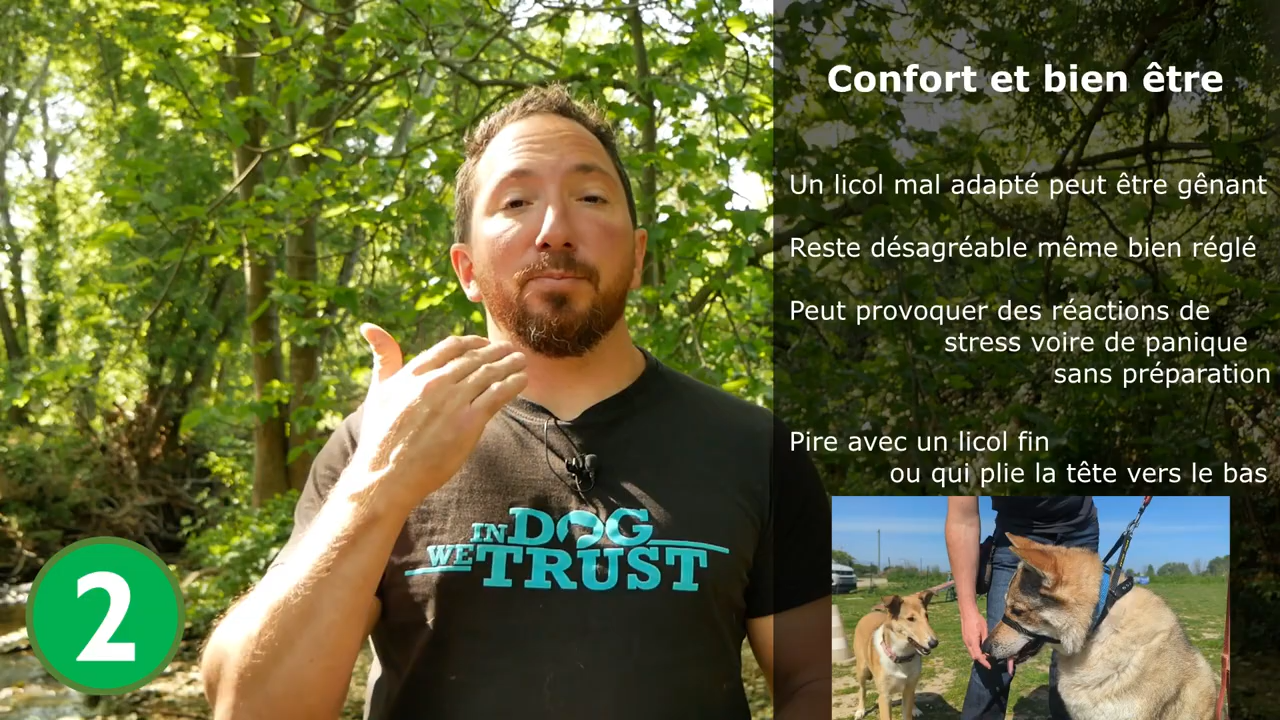 Confort et bien être
Un licol mal adapté peut être gênant
Reste désagréable même bien réglé
Peut provoquer des réactions de
stress voire de panique
sans préparation
Pire avec un licol fin
ou qui plie la tête vers le bas
IN DOG
WE TRUST
2